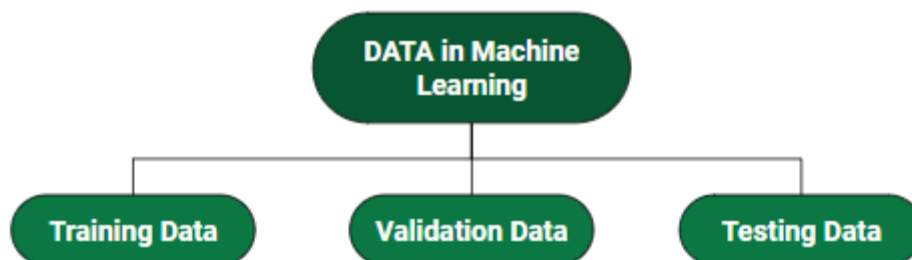 DATA in Machine
Learning
Training Data
Validation Data
Testing Data